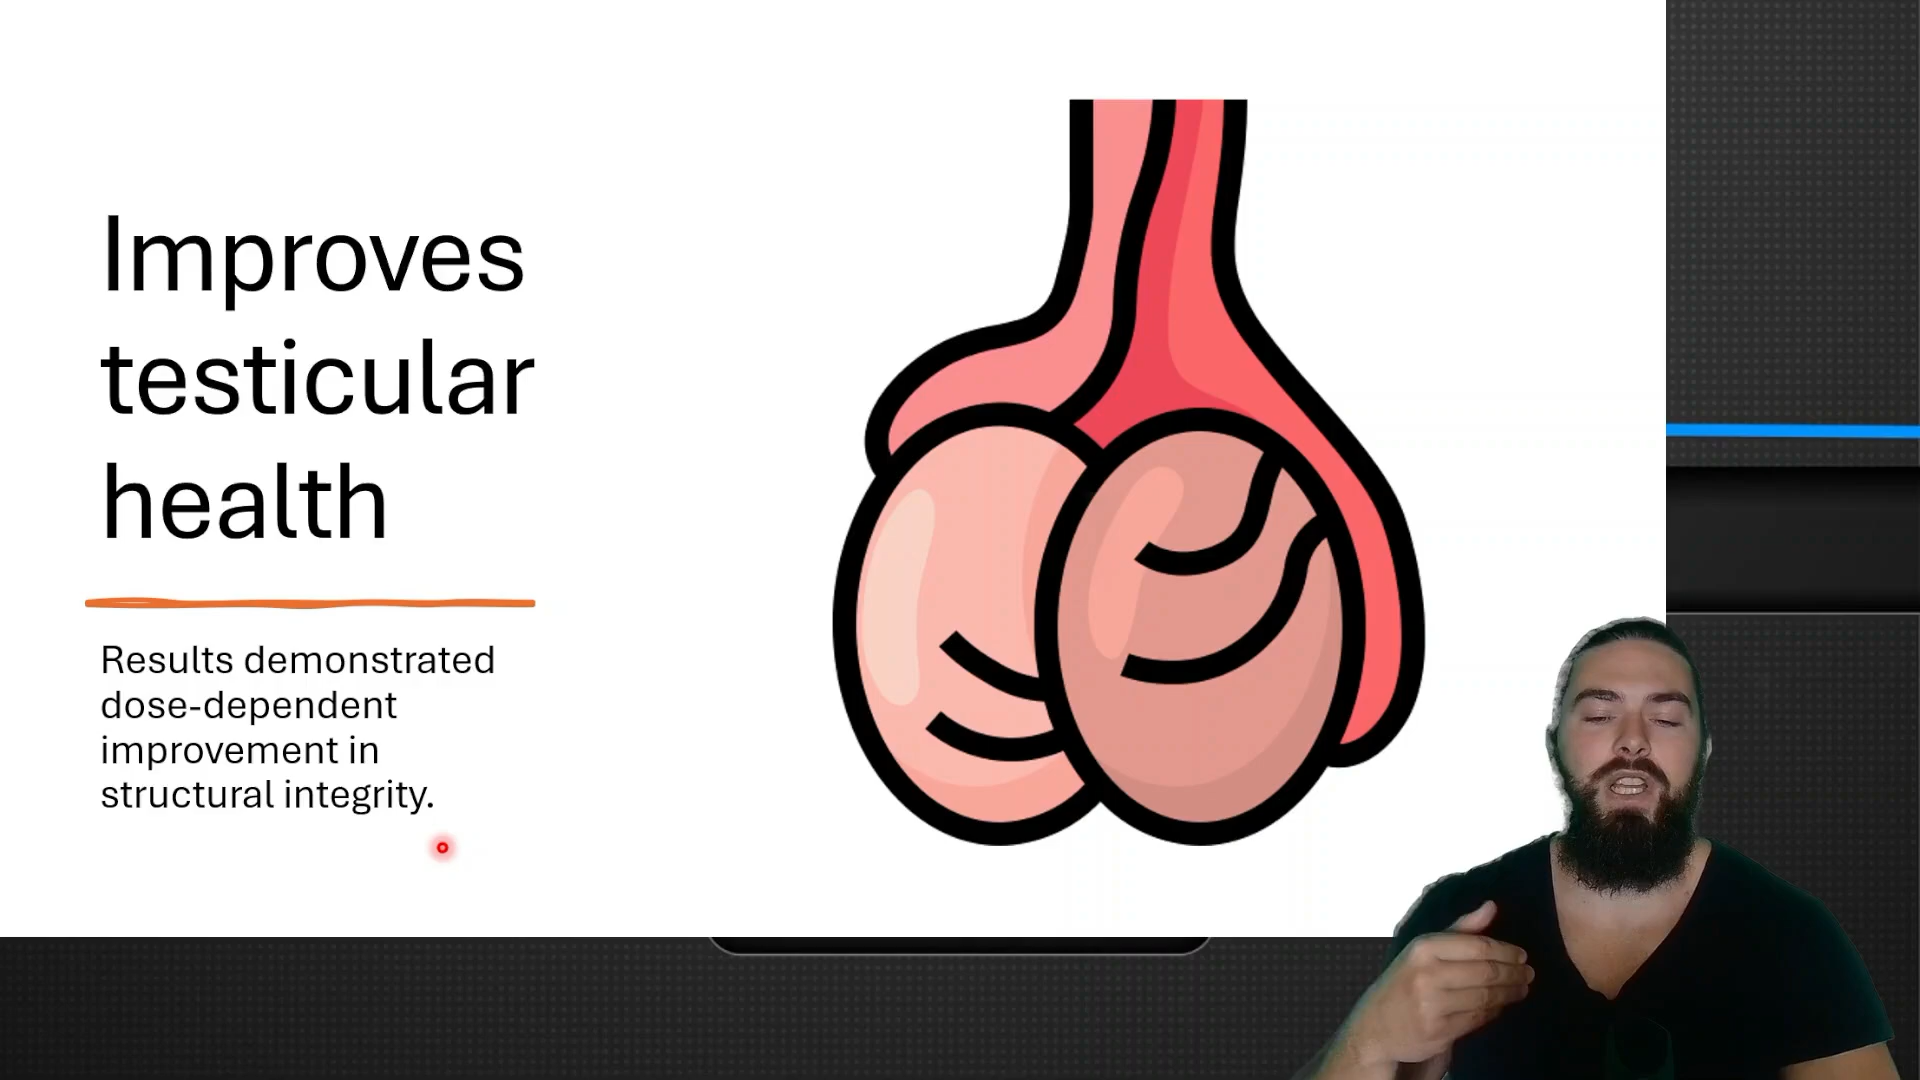 Improves
testicular
health
Results demonstrated
dose-dependent
improvement in
structural integrity.